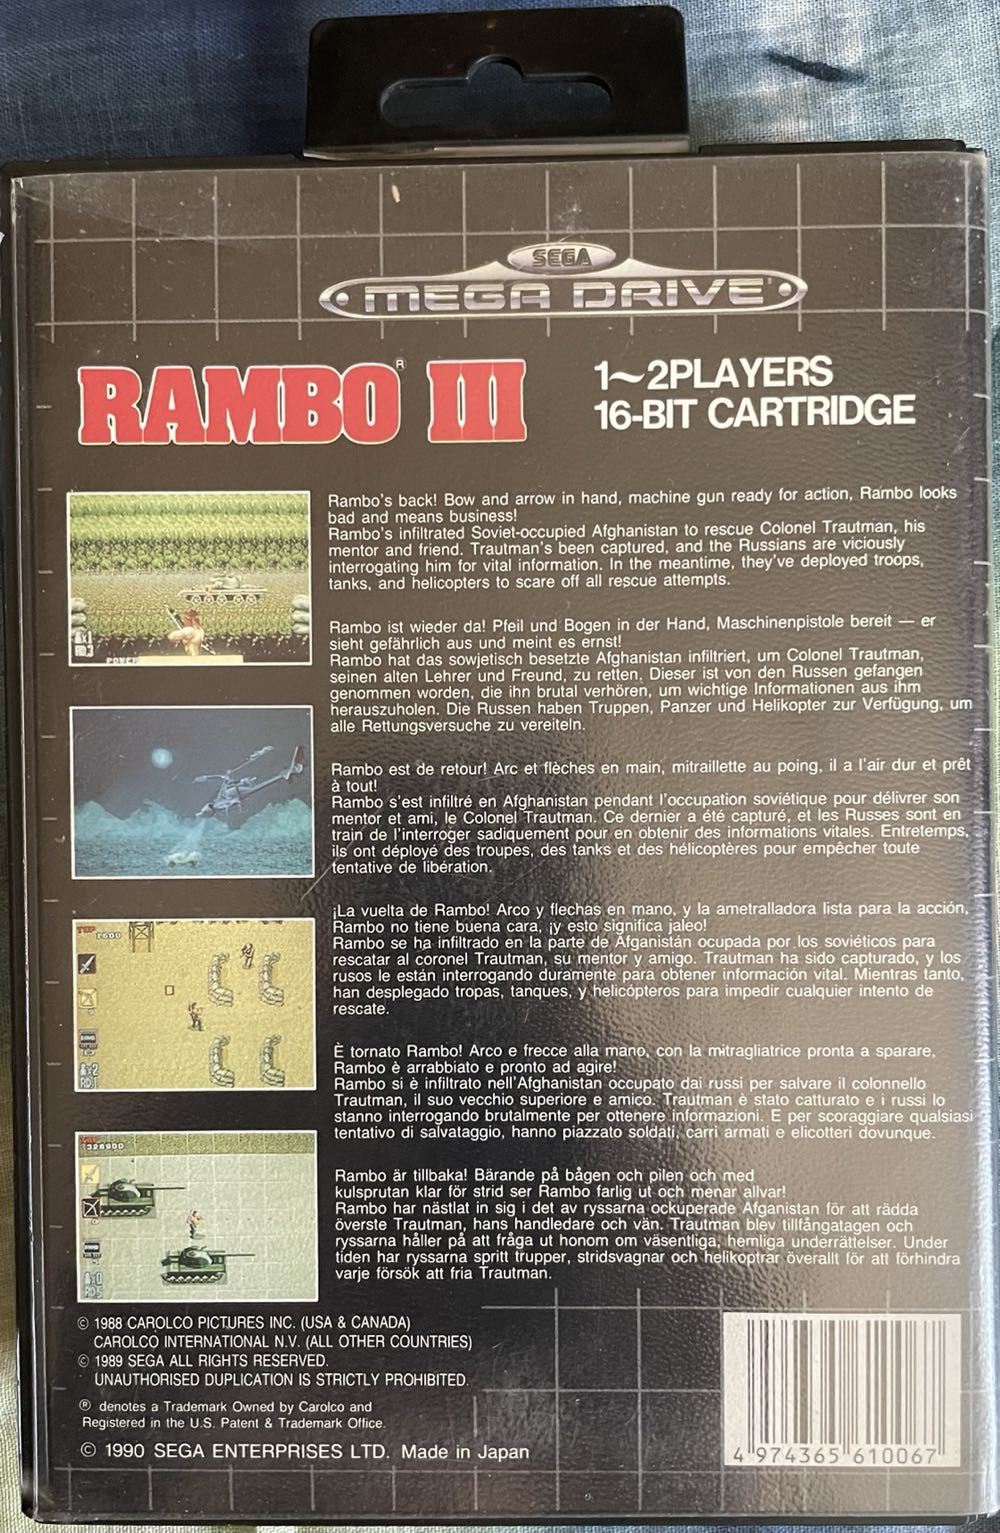 SEGA
MEGA DRIVE
RAMBO® III
1~2PLAYERS
16-BIT CARTRIDGE
Rambo's back! Bow and arrow in hand, machine gun ready for action, Rambo looks
bad and means business!
Rambo's infiltrated Soviet-occupied Afghanistan to rescue Colonel Trautman, his
mentor and friend. Trautman's been captured, and the Russians are viciously
interrogating him for vital information. In the meantime, they've deployed troops,
tanks, and helicopters to scare off all rescue attempts.
Rambo ist wieder da! Pfeil und Bogen in der Hand, Maschinenpistole bereit — er
sieht gefährlich aus und meint es ernst!
Rambo hat das sowjetisch besetzte Afghanistan infiltriert, um Colonel Trautman,
seinen alten Lehrer und Freund, zu retten. Dieser ist von den Russen gefangen
genommen worden, die ihn brutal verhören, um wichtige Informationen aus ihm
herauszuholen. Die Russen haben Truppen, Panzer und Helikopter zur Verfügung, um
alle Rettungsversuche zu vereiteln.
Rambo est de retour! Arc et flèches en main, mitraillette au poing, il a l'air dur et prêt
à tout!
Rambo s'est infiltré en Afghanistan pendant l'occupation soviétique pour délivrer son
mentor et ami, le Colonel Trautman. Ce dernier a été capturé, et les Russes sont en
train de l'interroger sadiquement pour en obtenir des informations vitales. Entretemps,
ils ont déployé des troupes, des tanks et des hélicoptères pour empêcher toute
tentative de libération.
¡La vuelta de Rambo! Arco y flechas en mano, y la ametralladora lista para la acción,
Rambo no tiene buena cara, ¡y esto significa jaleo!
Rambo se ha infiltrado en la parte de Afganistán ocupada por los soviéticos para
rescatar al coronel Trautman, su mentor y amigo. Trautman ha sido capturado, y los
rusos le están interrogando duramente para obtener información vital. Mientras tanto,
han desplegado tropas, tanques, y helicópteros para impedir cualquier intento de
rescate.
È tornato Rambo! Arco e frecce alla mano, con la mitragliatrice pronta a sparare,
Rambo è arrabbiato e pronto ad agire!
Rambo si è infiltrato nell'Afghanistan occupato dai russi per salvare il colonnello
Trautman, il suo vecchio superiore e amico. Trautman è stato catturato e i russi lo
stanno interrogando brutalmente per ottenere informazioni. E per scoraggiare qualsiasi
tentativo di salvataggio, hanno piazzato soldati, carri armati e elicotteri dovunque.
Rambo är tillbaka! Bärande på bågen och pilen och med
kulsprutan klar för strid ser Rambo farlig ut och menar allvar!
Rambo har nästlat in sig i det av ryssarna ockuperade Afganistan för att rädda
överste Trautman, hans handledare och vän. Trautman blev tillfångatagen och
ryssarna håller på att fråga ut honom om väsentliga, hemliga underrättelser. Under
tiden har ryssarna spritt trupper, stridsvagnar och helikoptrar överallt för att förhindra
varje försök att fria Trautman.
POWER
TOP
1600
TOP
328900
© 1988 CAROLCO PICTURES INC. (USA & CANADA)
CAROLCO INTERNATIONAL N.V. (ALL OTHER COUNTRIES)
© 1989 SEGA ALL RIGHTS RESERVED.
UNAUTHORISED DUPLICATION IS STRICTLY PROHIBITED.
® denotes a Trademark Owned by Carolco and
Registered in the U.S. Patent & Trademark Office.
© 1990 SEGA ENTERPRISES LTD. Made in Japan
4 974365 610067